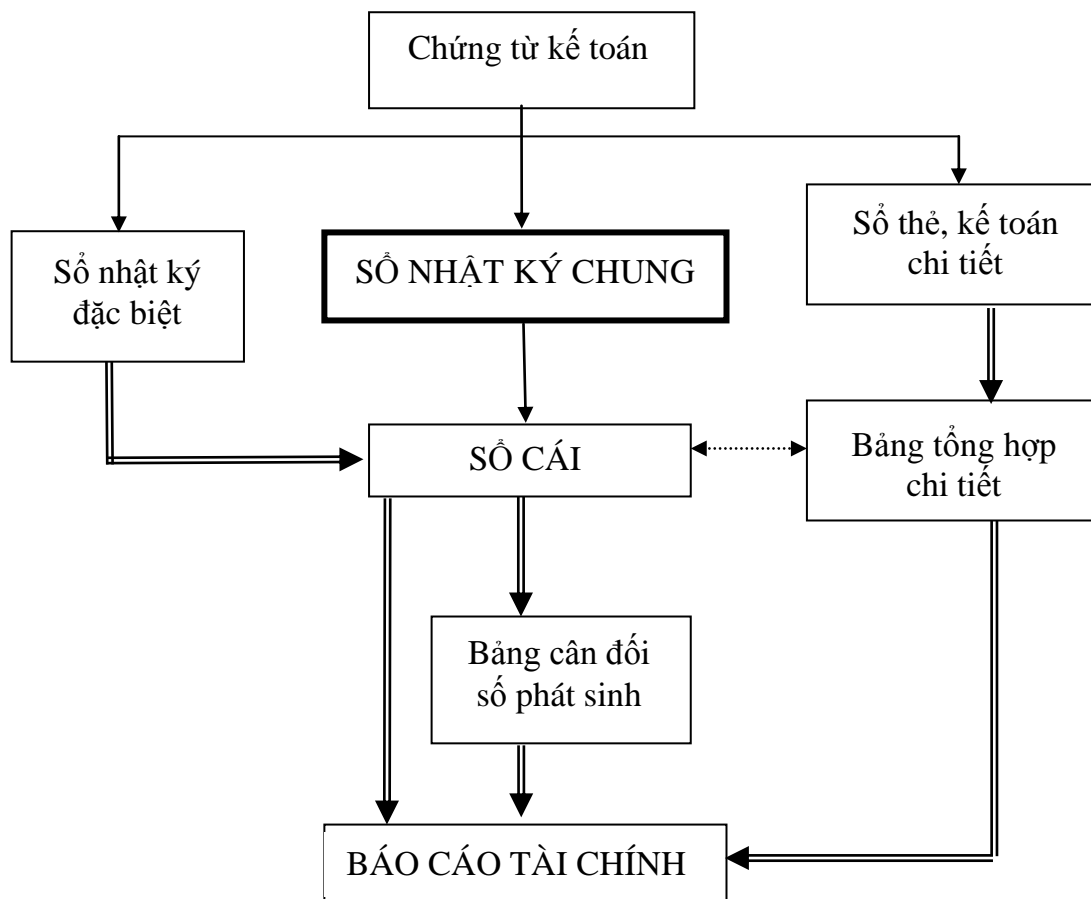 Chứng từ kế toán
Sổ nhật ký
đặc biệt
SỔ NHẬT KÝ CHUNG
Sổ thẻ, kế toán
chi tiết
SỔ CÁI
Bảng tổng hợp
chi tiết
Bảng cân đối
số phát sinh
BÁO CÁO TÀI CHÍNH